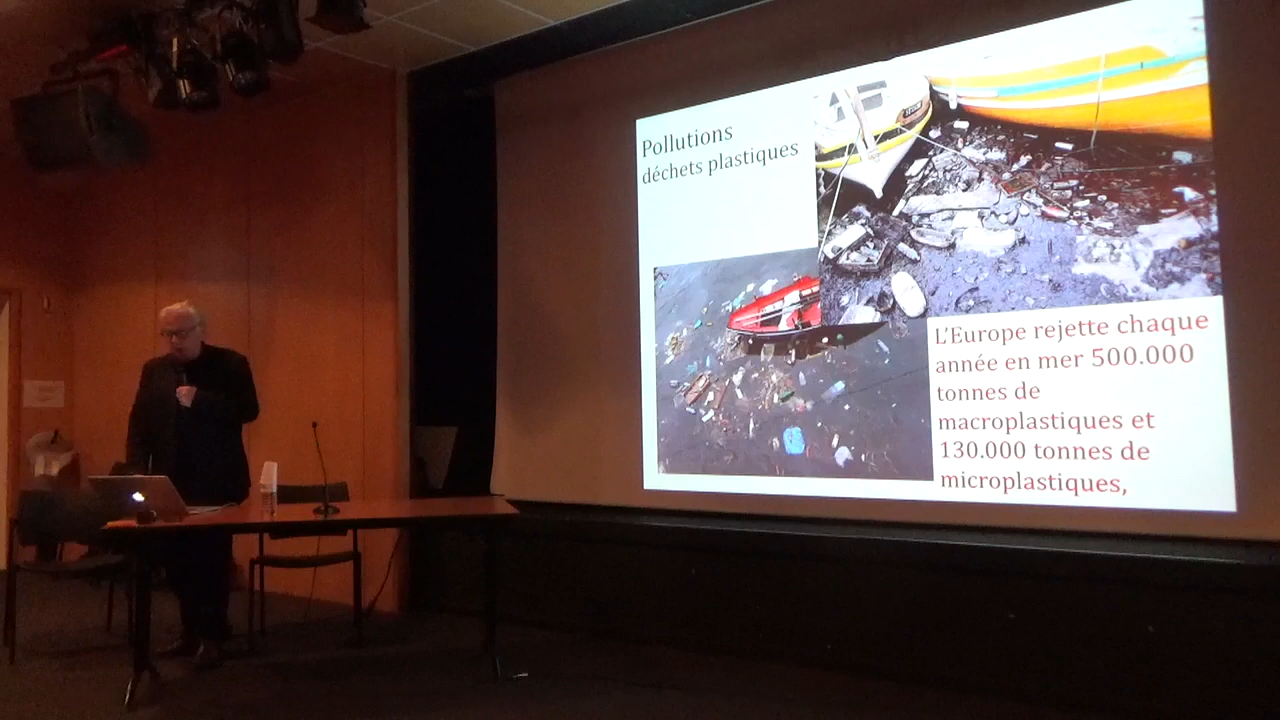 Pollutions
déchets plastiques
L'Europe rejette chaque
année en mer 500.000
tonnes de
macroplastiques et
130.000 tonnes de
microplastiques,